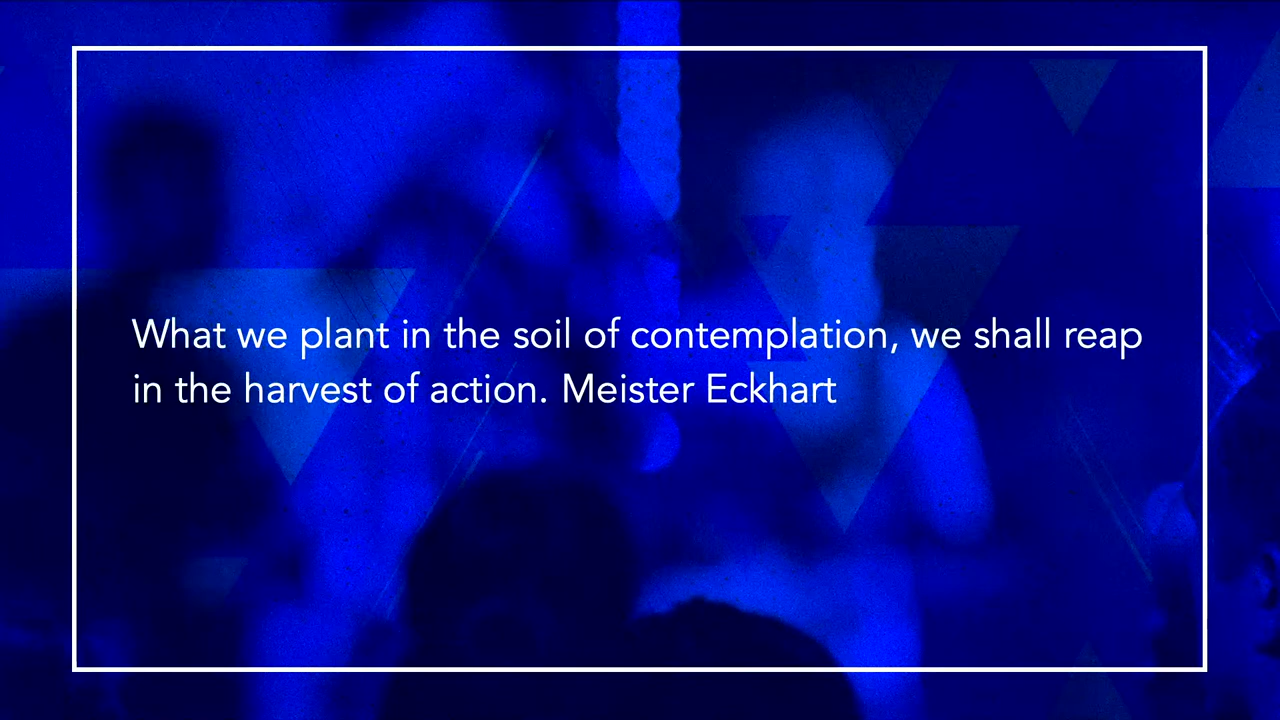 What we plant in the soil of contemplation, we shall reap
in the harvest of action. Meister Eckhart